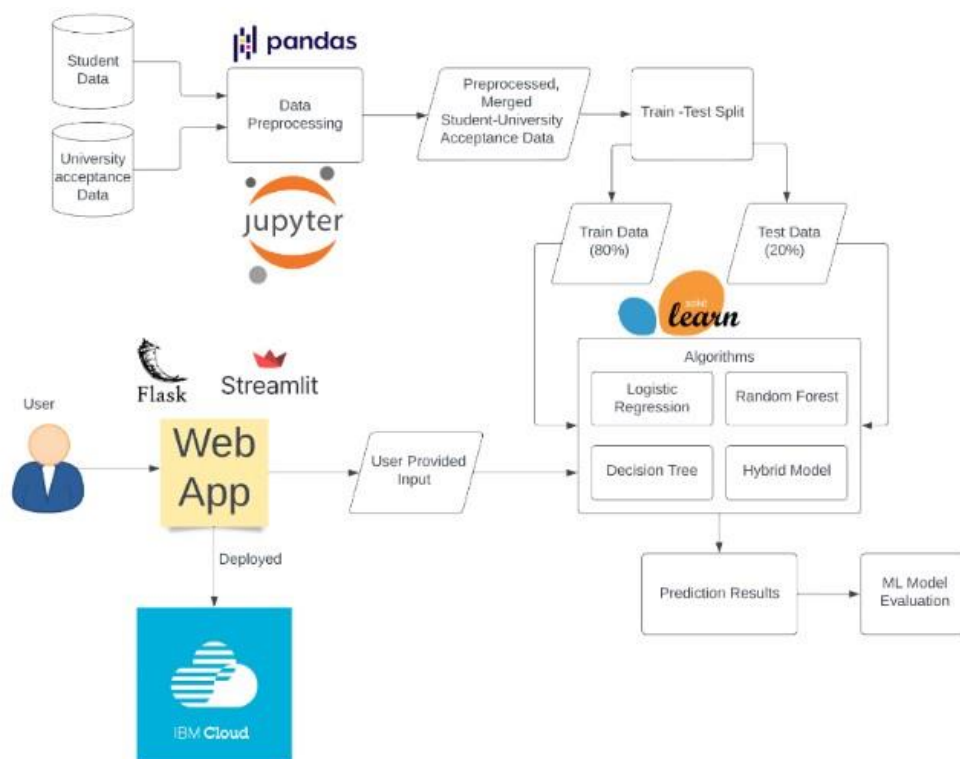 pandas
Student
Data
Data
Preprocessing
Preprocessed,
Merged
Student-University
Acceptance Data
Train -Test Split
University
acceptance
Data
jupyter
Train Data
(80%)
Test Data
(20%)
scikit
learn
Algorithms
Logistic
Regression
Random Forest
Decision Tree
Hybrid Model
Flask
Streamlit
User
Web
App
User Provided
Input
Deployed
Prediction Results
ML Model
Evaluation
IBM Cloud